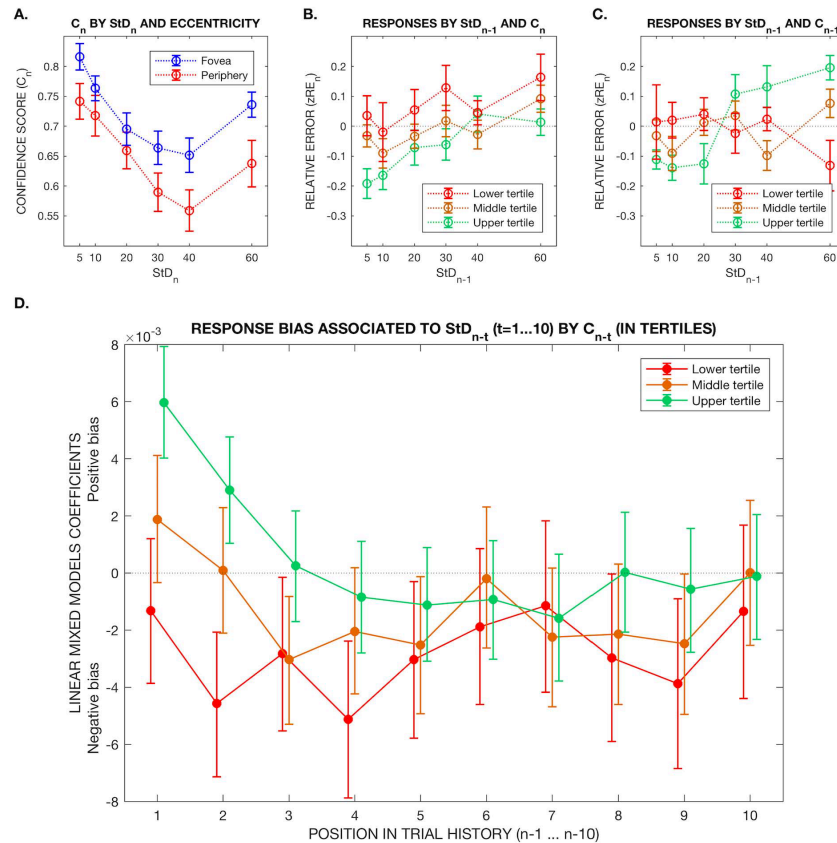 A.
C_n BY StD_n AND ECCENTRICITY
CONFIDENCE SCORE (C_n)
0.8
0.75
0.7
0.65
0.6
0.55
Fovea
Periphery
5 10 20 30 40 60
StD_n
B.
RESPONSES BY StD_n-1 AND C_n
RELATIVE ERROR (zRE_n)
0.2
0.1
0
-0.1
-0.2
-0.3
Lower tertile
Middle tertile
Upper tertile
5 10 20 30 40 60
StD_n-1
C.
RESPONSES BY StD_n-1 AND C_n-1
RELATIVE ERROR (zRE_n)
0.2
0.1
0
-0.1
-0.2
-0.3
Lower tertile
Middle tertile
Upper tertile
5 10 20 30 40 60
StD_n-1
D.
RESPONSE BIAS ASSOCIATED TO StD_n-t (t=1...10) BY C_n-t (IN TERTILES)
×10^-3
LINEAR MIXED MODELS COEFFICIENTS
Negative bias Positive bias
8
6
4
2
0
-2
-4
-6
-8
Lower tertile
Middle tertile
Upper tertile
1 2 3 4 5 6 7 8 9 10
POSITION IN TRIAL HISTORY (n-1 ... n-10)